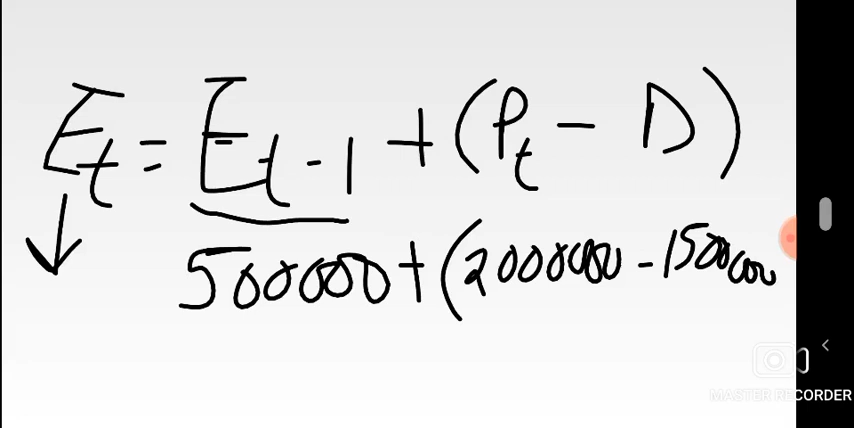 Et = Et-1 + (Pt - D)
500000 + (2000000 - 1500000
MASTER RECORDER